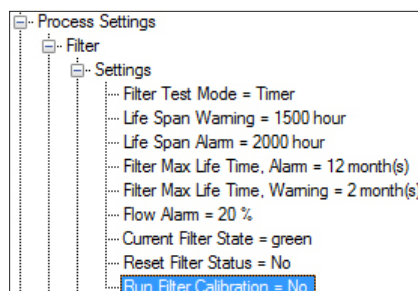 Process Settings
Filter
Settings
Filter Test Mode = Timer
Life Span Warning = 1500 hour
Life Span Alarm = 2000 hour
Filter Max Life Time, Alarm = 12 month(s)
Filter Max Life Time, Warning = 2 month(s)
Flow Alarm = 20 %
Current Filter State = green
Reset Filter Status = No
Run Filter Calibration = No